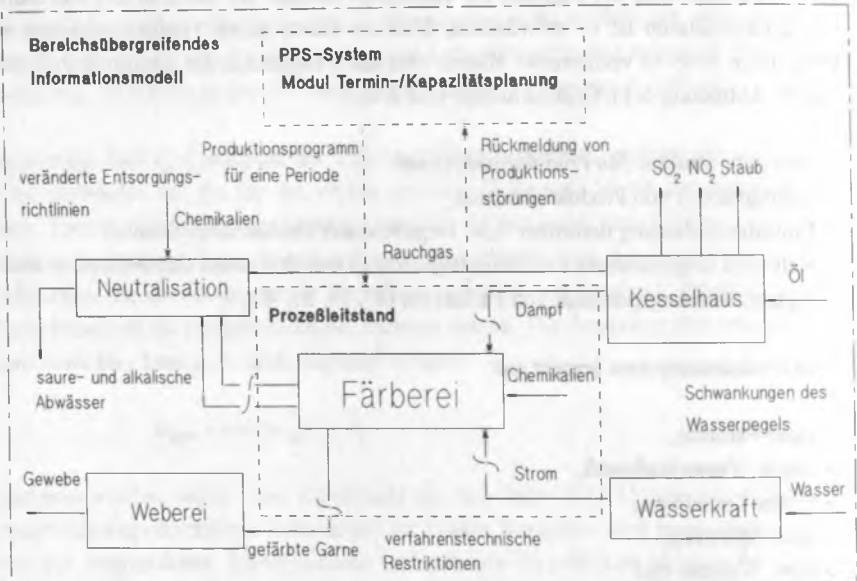 Bereichsübergreifendes
Informationsmodell
PPS-System
Modul Termin-/Kapazitätsplanung
Produktionsprogramm
für eine Periode
Rückmeldung von
Produktions-
störungen
veränderte Entsorgungs-
richtlinien
Chemikalien
SO2 NO2 Staub
Rauchgas
Öl
Neutralisation
Kesselhaus
Prozeßleitstand
Dampf
Färberei
Chemikalien
saure- und alkalische
Abwässer
Schwankungen des
Wasserpegels
Strom
Gewebe
Weberei
Wasserkraft
Wasser
gefärbte Garne
verfahrenstechnische
Restriktionen